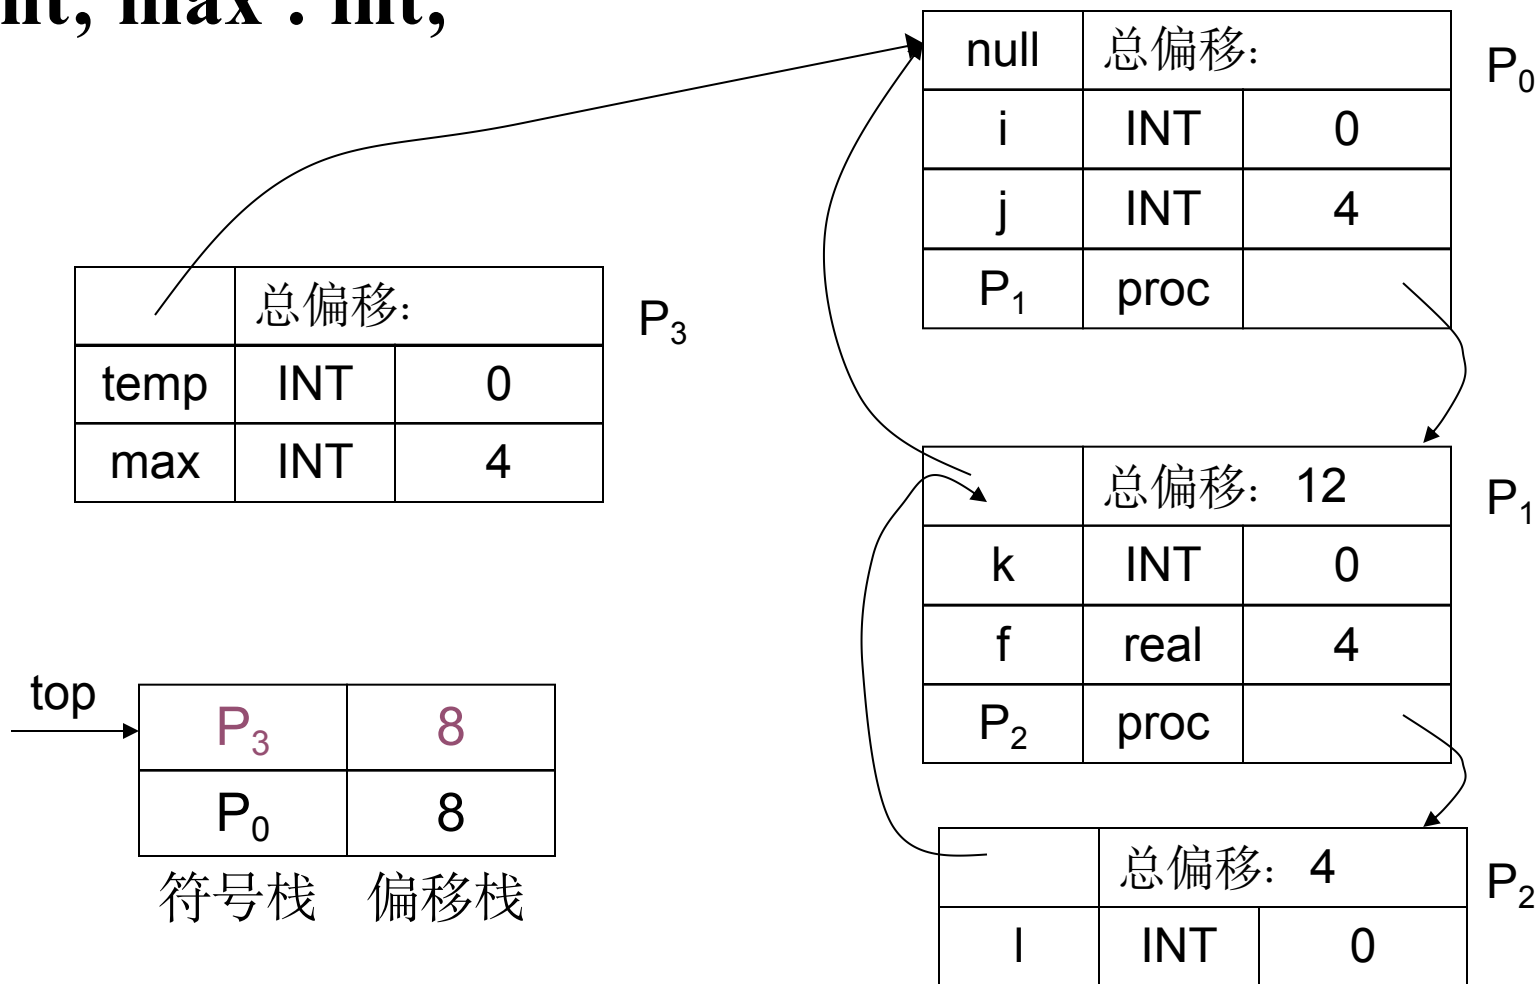 nt; max : int;
null 总偏移: P₀
i INT 0
j INT 4
P₁ proc
总偏移: P₃
temp INT 0
max INT 4
总偏移: 12 P₁
k INT 0
f real 4
P₂ proc
top
P₃ 8
P₀ 8
符号栈 偏移栈
总偏移: 4 P₂
l INT 0